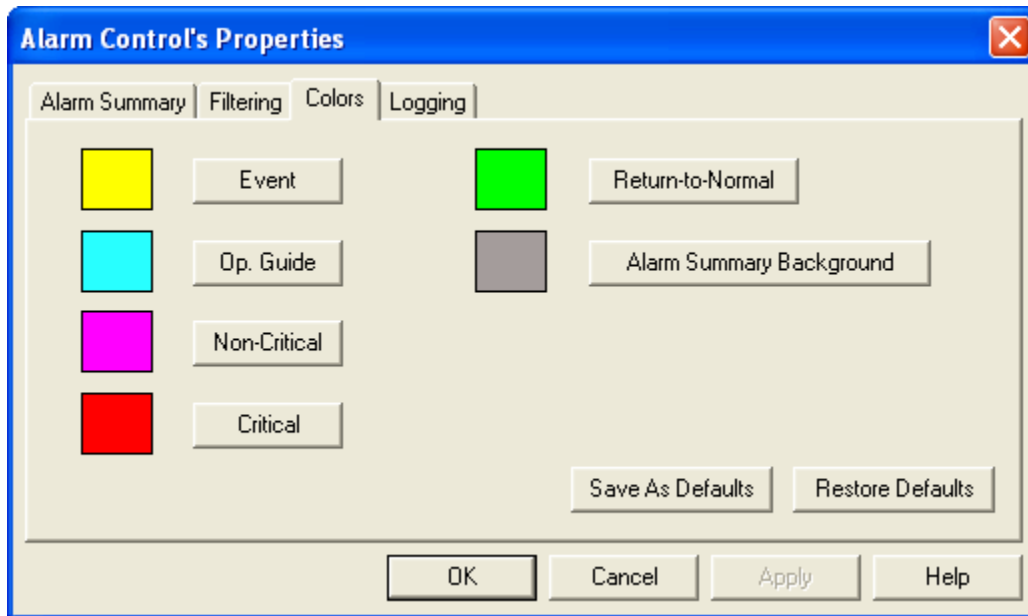 Alarm Control's Properties
Alarm Summary Filtering Colors Logging
Event Return-to-Normal
Op. Guide Alarm Summary Background
Non-Critical
Critical
Save As Defaults Restore Defaults
OK Cancel Apply Help